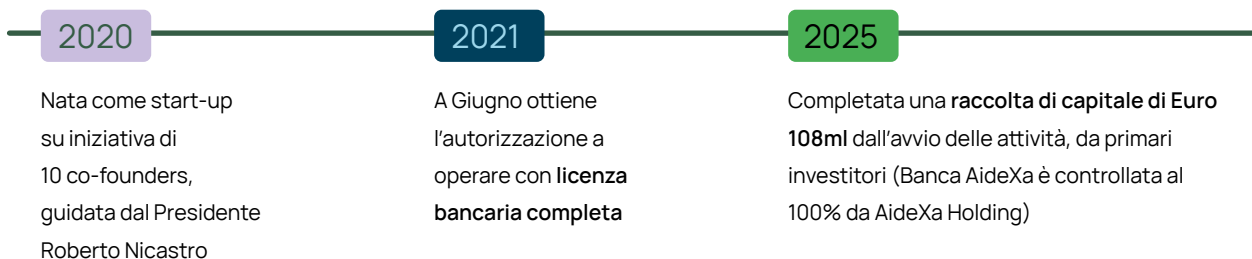 2020
Nata come start-up
su iniziativa di
10 co-founders,
guidata dal Presidente
Roberto Nicastro
2021
A Giugno ottiene
l'autorizzazione a
operare con licenza
bancaria completa
2025
Completata una raccolta di capitale di Euro
108ml dall'avvio delle attività, da primari
investitori (Banca AideXa è controllata al
100% da AideXa Holding)